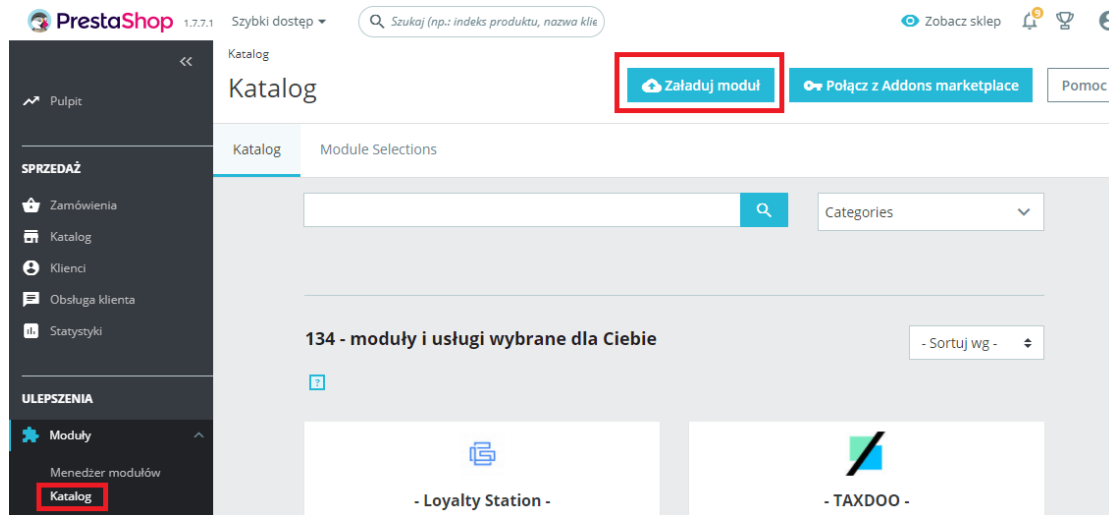 PrestaShop 1.7.7.1 Szybki dostęp Szukaj (np.: indeks produktu, nazwa klie Zobacz sklep 9
Katalog
Katalog
Załaduj moduł Połącz z Addons marketplace Pomoc
Pulpit
SPRZEDAŻ
Zamówienia
Katalog
Klienci
Obsługa klienta
Statystyki
ULEPSZENIA
Moduły
Menedżer modułów
Katalog
Katalog Module Selections
Categories
134 - moduły i usługi wybrane dla Ciebie
- Sortuj wg -
?
- Loyalty Station -
- TAXDOO -